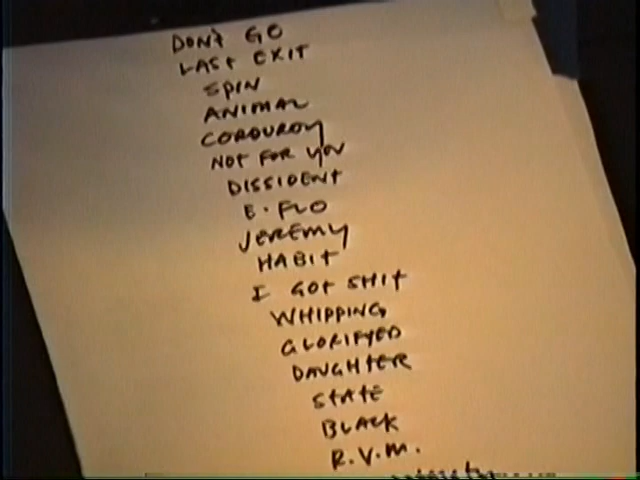 DON'T GO
LAST EXIT
SPIN
ANIMAL
CORDUROY
NOT FOR YOU
DISSIDENT
E. FLO
JEREMY
HABIT
I GOT SHIT
WHIPPING
GLORIFYED
DAUGHTER
STATE
BLACK
R.V.M.